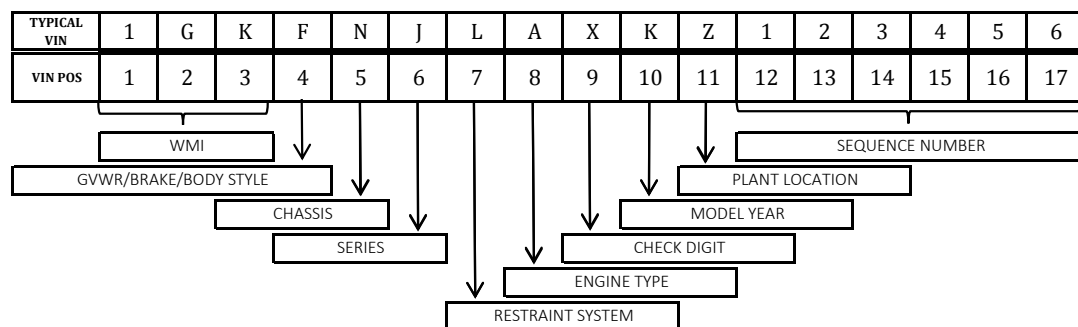 TYPICAL VIN 1 G K F N J L A X K Z 1 2 3 4 5 6
VIN POS 1 2 3 4 5 6 7 8 9 10 11 12 13 14 15 16 17
WMI SEQUENCE NUMBER
GVWR/BRAKE/BODY STYLE PLANT LOCATION
CHASSIS MODEL YEAR
SERIES CHECK DIGIT
ENGINE TYPE
RESTRAINT SYSTEM